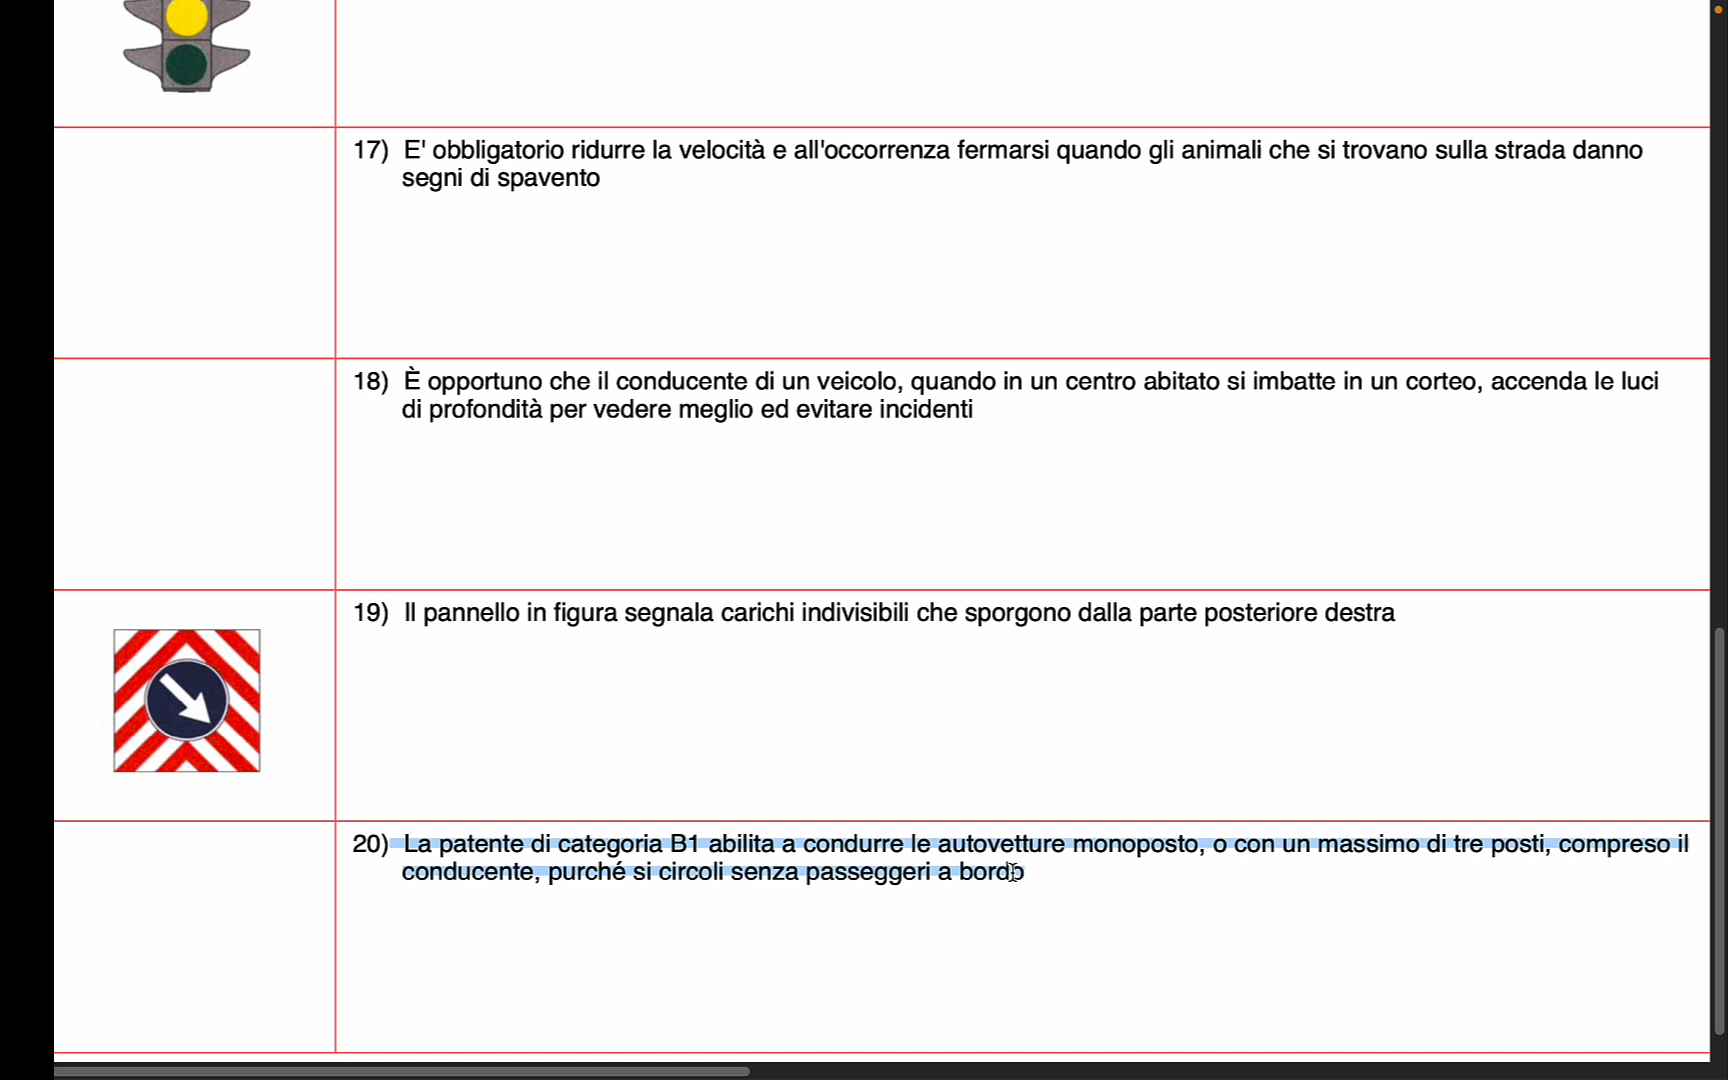 17) E' obbligatorio ridurre la velocità e all'occorrenza fermarsi quando gli animali che si trovano sulla strada danno
segni di spavento
18) È opportuno che il conducente di un veicolo, quando in un centro abitato si imbatte in un corteo, accenda le luci
di profondità per vedere meglio ed evitare incidenti
19) Il pannello in figura segnala carichi indivisibili che sporgono dalla parte posteriore destra
20) La patente di categoria B1 abilita a condurre le autovetture monoposto, o con un massimo di tre posti, compreso il
conducente, purché si circoli senza passeggeri a bordo